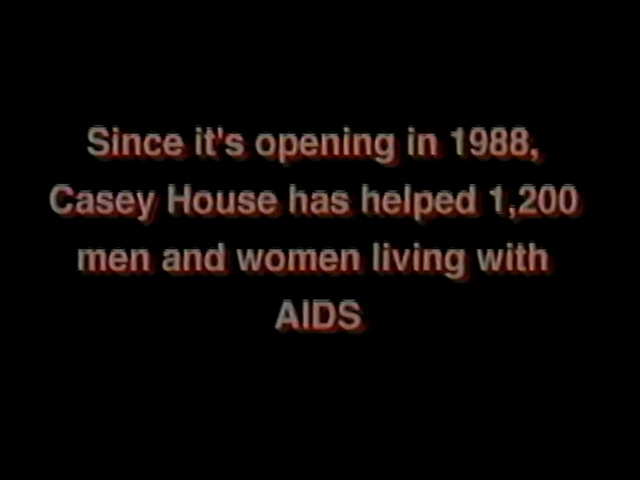 Since it's opening in 1988,
Casey House has helped 1,200
men and women living with
AIDS